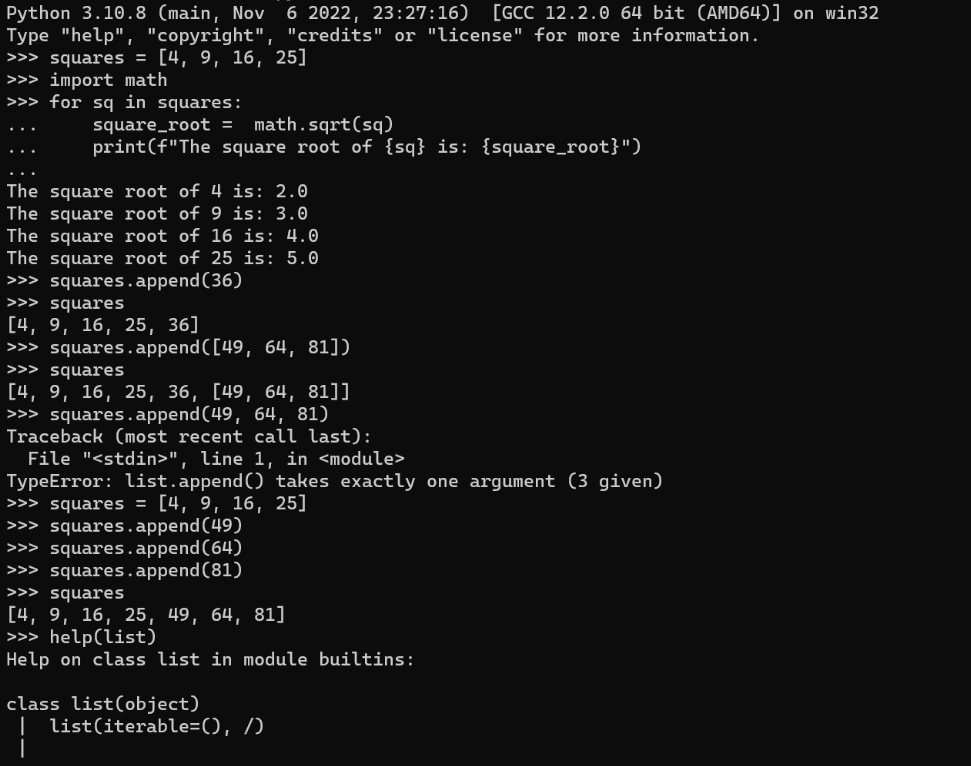 Python 3.10.8 (main, Nov  6 2022, 23:27:16)  [GCC 12.2.0 64 bit (AMD64)] on win32
Type "help", "copyright", "credits" or "license" for more information.
>>> squares = [4, 9, 16, 25]
>>> import math
>>> for sq in squares:
...     square_root =  math.sqrt(sq)
...     print(f"The square root of {sq} is: {square_root}")
...
The square root of 4 is: 2.0
The square root of 9 is: 3.0
The square root of 16 is: 4.0
The square root of 25 is: 5.0
>>> squares.append(36)
>>> squares
[4, 9, 16, 25, 36]
>>> squares.append([49, 64, 81])
>>> squares
[4, 9, 16, 25, 36, [49, 64, 81]]
>>> squares.append(49, 64, 81)
Traceback (most recent call last):
  File "<stdin>", line 1, in <module>
TypeError: list.append() takes exactly one argument (3 given)
>>> squares = [4, 9, 16, 25]
>>> squares.append(49)
>>> squares.append(64)
>>> squares.append(81)
>>> squares
[4, 9, 16, 25, 49, 64, 81]
>>> help(list)
Help on class list in module builtins:

class list(object)
 |  list(iterable=(), /)
 |